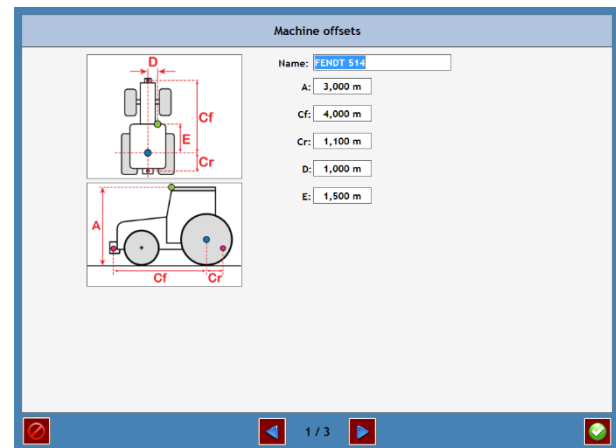 Machine offsets
D
Cf
E
Cr
A
Cf
Cr
Name: FENDT 514
A: 3,000 m
Cf: 4,000 m
Cr: 1,100 m
D: 1,000 m
E: 1,500 m
1 / 3